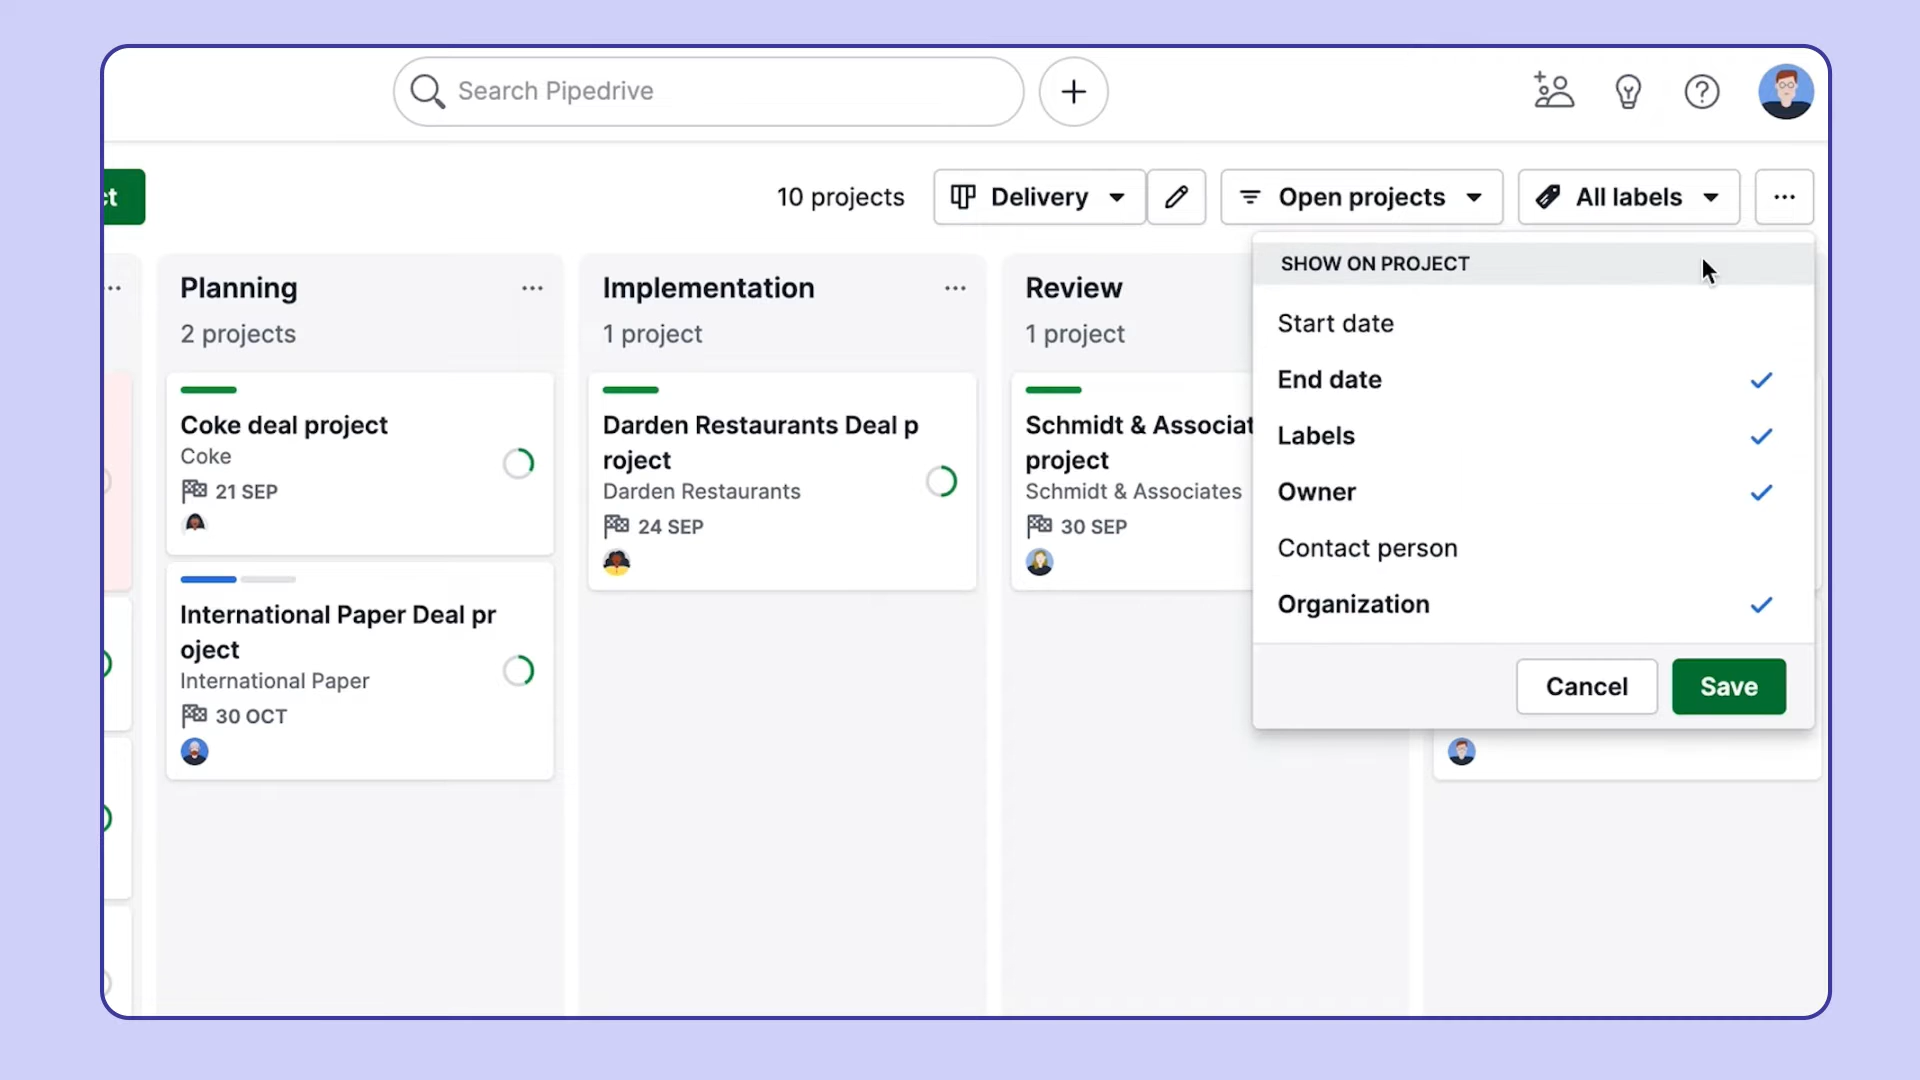 Search Pipedrive
ct
10 projects
Delivery
Open projects
All labels
Planning
2 projects
Coke deal project
Coke
21 SEP
International Paper Deal pr
oject
International Paper
30 OCT
Implementation
1 project
Darden Restaurants Deal p
roject
Darden Restaurants
24 SEP
Review
1 project
Schmidt & Associat
project
Schmidt & Associates
30 SEP
SHOW ON PROJECT
Start date
End date
Labels
Owner
Contact person
Organization
Cancel
Save